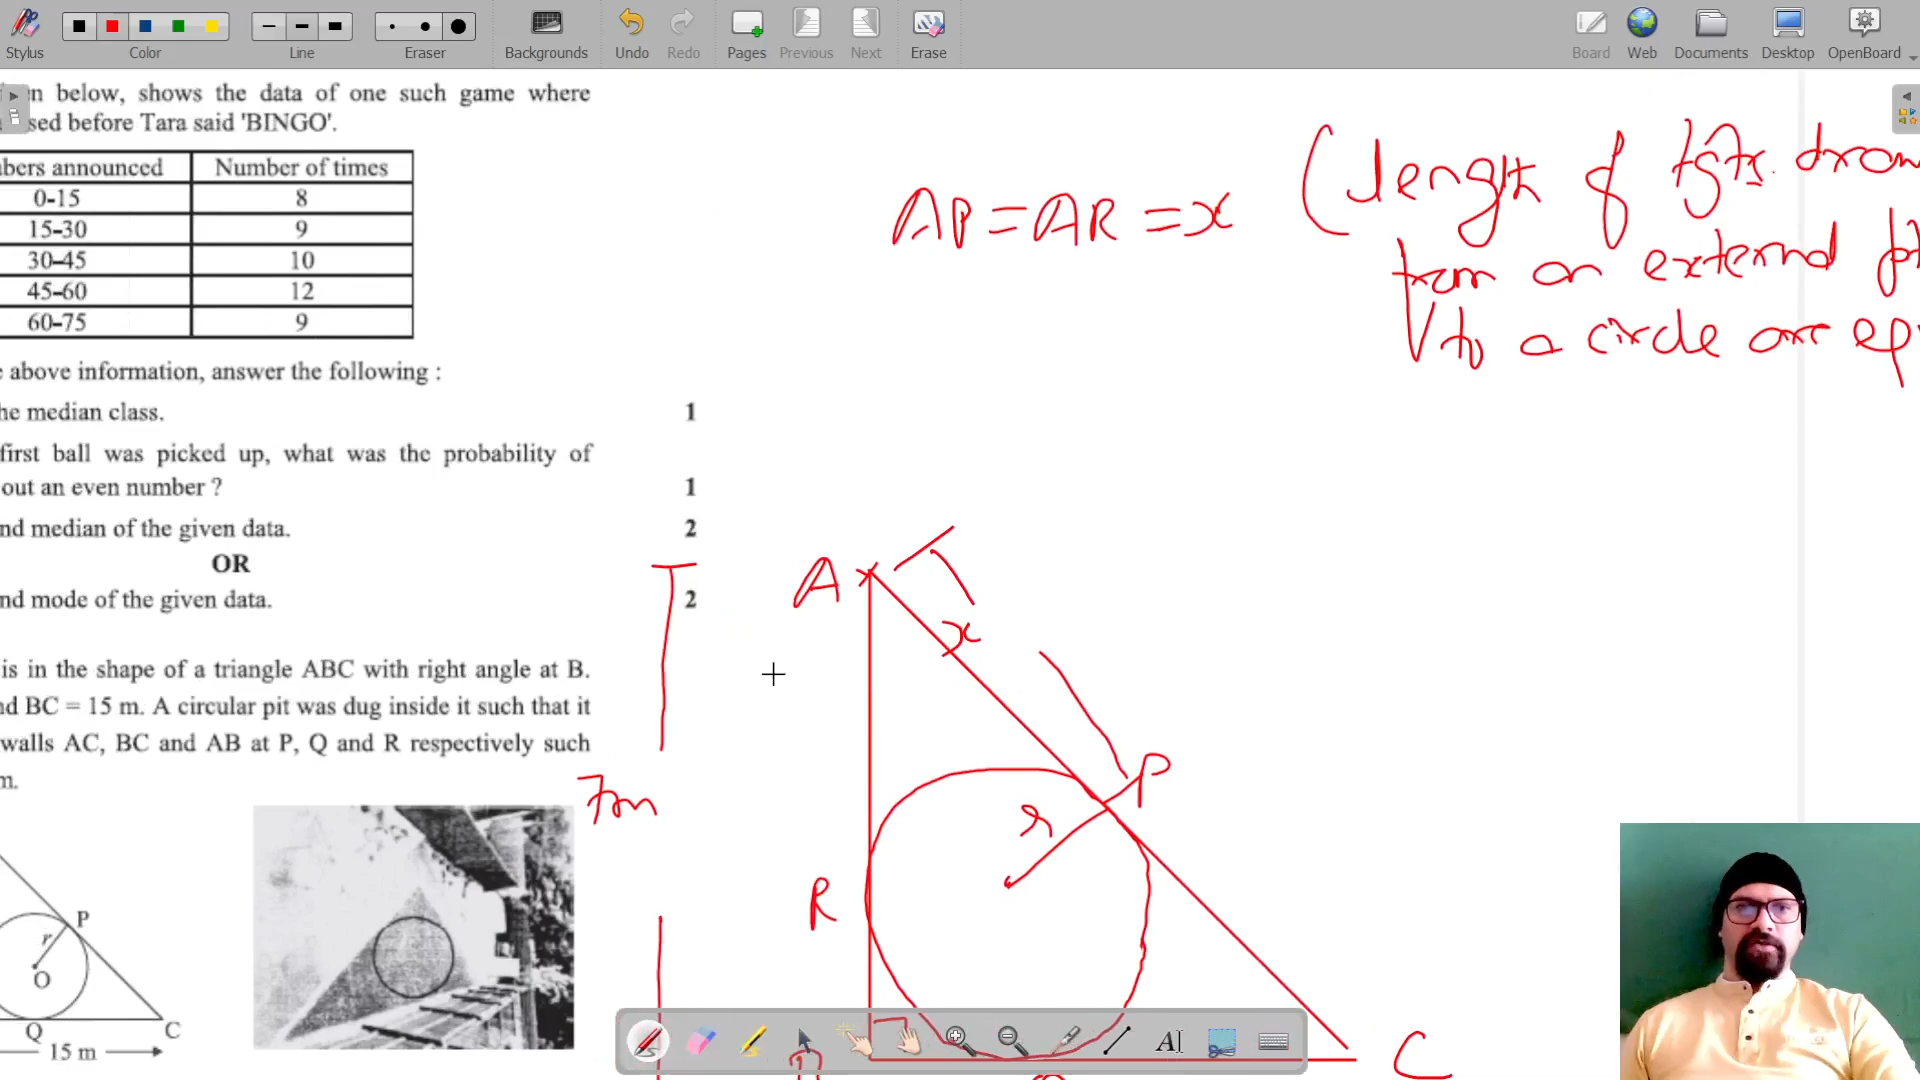 Stylus
Color
Line
Eraser
Backgrounds
Undo
Redo
Pages
Previous
Next
Erase
Board
Web
Documents
Desktop
OpenBoard
n below, shows the data of one such game where
sed before Tara said 'BINGO'.
bers announced Number of times
0-15 8
15-30 9
30-45 10
45-60 12
60-75 9
above information, answer the following :
he median class. 1
first ball was picked up, what was the probability of
out an even number ? 1
nd median of the given data. 2
OR
nd mode of the given data. 2
is in the shape of a triangle ABC with right angle at B.
nd BC = 15 m. A circular pit was dug inside it such that it
walls AC, BC and AB at P, Q and R respectively such
m.
P
r
O
Q
C
15 m
AP = AR = x
(length of tgts. draw
from an external pt
to a circle are eq
A
x
P
r
7m
R
C
A